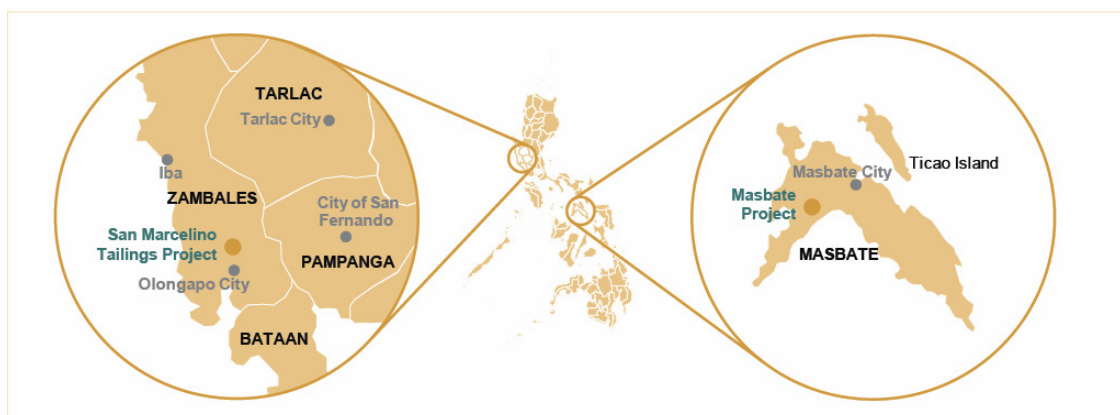 TARLAC
Tarlac City
Iba
ZAMBALES
City of San
Fernando
San Marcelino
Tailings Project
PAMPANGA
Olongapo City
BATAAN
Ticao Island
Masbate City
Masbate
Project
MASBATE